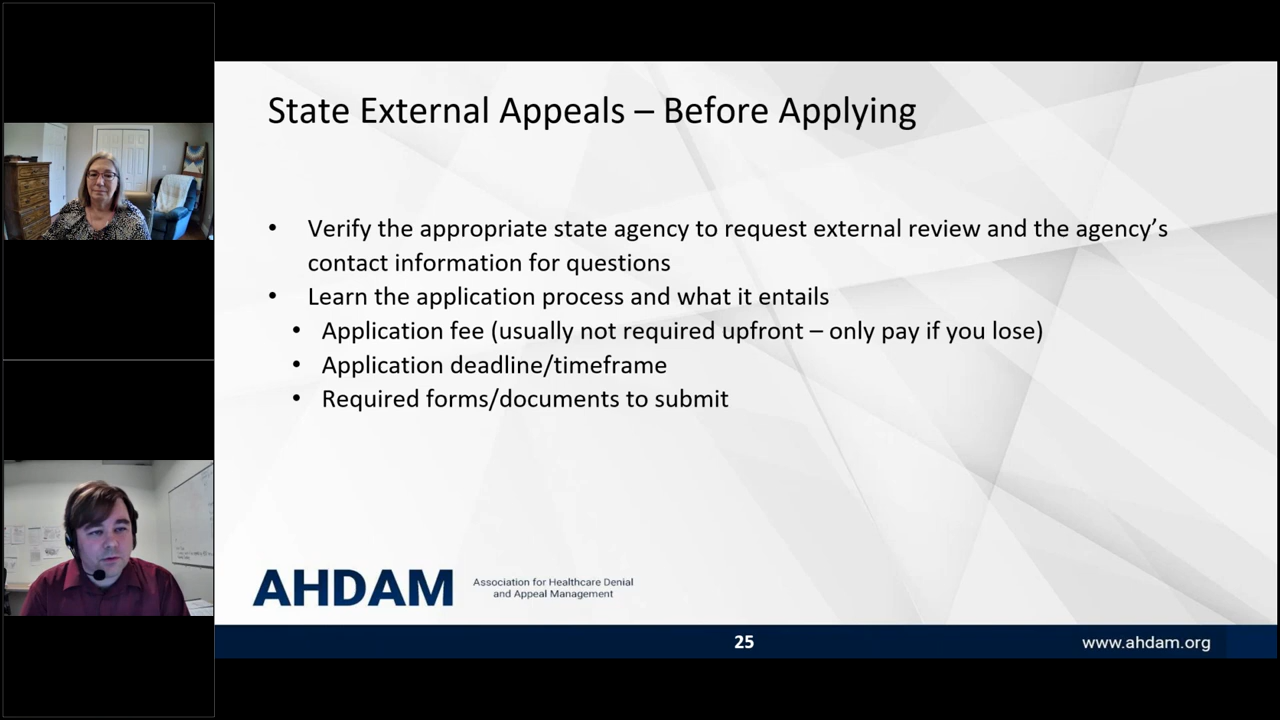 State External Appeals – Before Applying
• Verify the appropriate state agency to request external review and the agency’s
contact information for questions
• Learn the application process and what it entails
• Application fee (usually not required upfront – only pay if you lose)
• Application deadline/timeframe
• Required forms/documents to submit
AHDAM
Association for Healthcare Denial
and Appeal Management
25
www.ahdam.org